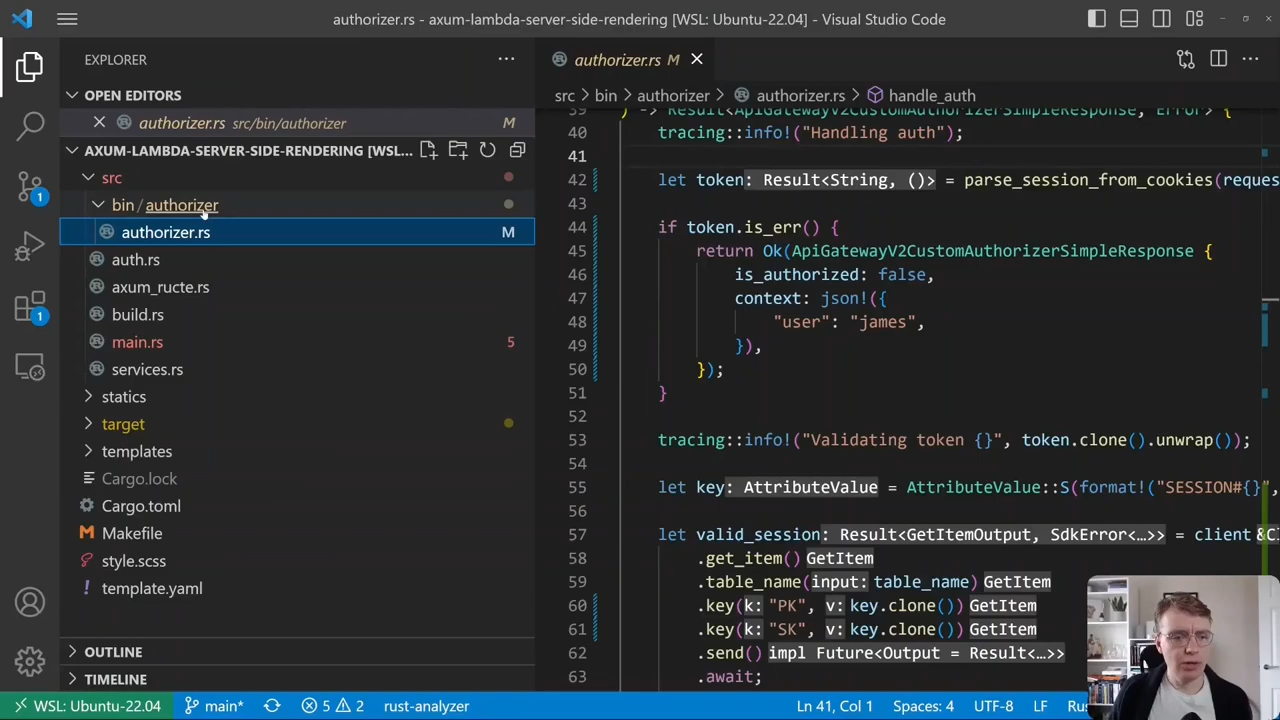 authorizer.rs - axum-lambda-server-side-rendering [WSL: Ubuntu-22.04] - Visual Studio Code
EXPLORER
OPEN EDITORS
authorizer.rs src/bin/authorizer M
AXUM-LAMBDA-SERVER-SIDE-RENDERING [WSL...
src
bin / authorizer
authorizer.rs M
auth.rs
axum_ructe.rs
build.rs
main.rs 5
services.rs
statics
target
templates
Cargo.lock
Cargo.toml
Makefile
style.scss
template.yaml
OUTLINE
TIMELINE
1
1
authorizer.rs M
src > bin > authorizer > authorizer.rs > handle_auth
39 ) -> Result<ApiGatewayV2CustomAuthorizerSimpleResponse, Error> {
40 tracing::info!("Handling auth");
41
42 let token: Result<String, ()> = parse_session_from_cookies(reque
44 if token.is_err() {
45 return Ok(ApiGatewayV2CustomAuthorizerSimpleResponse {
46 is_authorized: false,
47 context: json!({
48 "user": "james",
49 }),
50 });
51 }
52
53 tracing::info!("Validating token {}", token.clone().unwrap());
54
55 let key: AttributeValue = AttributeValue::S(format!("SESSION#{}",
56
57 let valid_session: Result<GetItemOutput, SdkError<…>> = client &Cl
58 .get_item() GetItem
59 .table_name(input: table_name) GetItem
60 .key(k: "PK", v: key.clone()) GetItem
61 .key(k: "SK", v: key.clone()) GetItem
62 .send() impl Future<Output = Result<…>>
63 .await;
WSL: Ubuntu-22.04 main* 5 2 rust-analyzer Ln 41, Col 1 Spaces: 4 UTF-8 LF